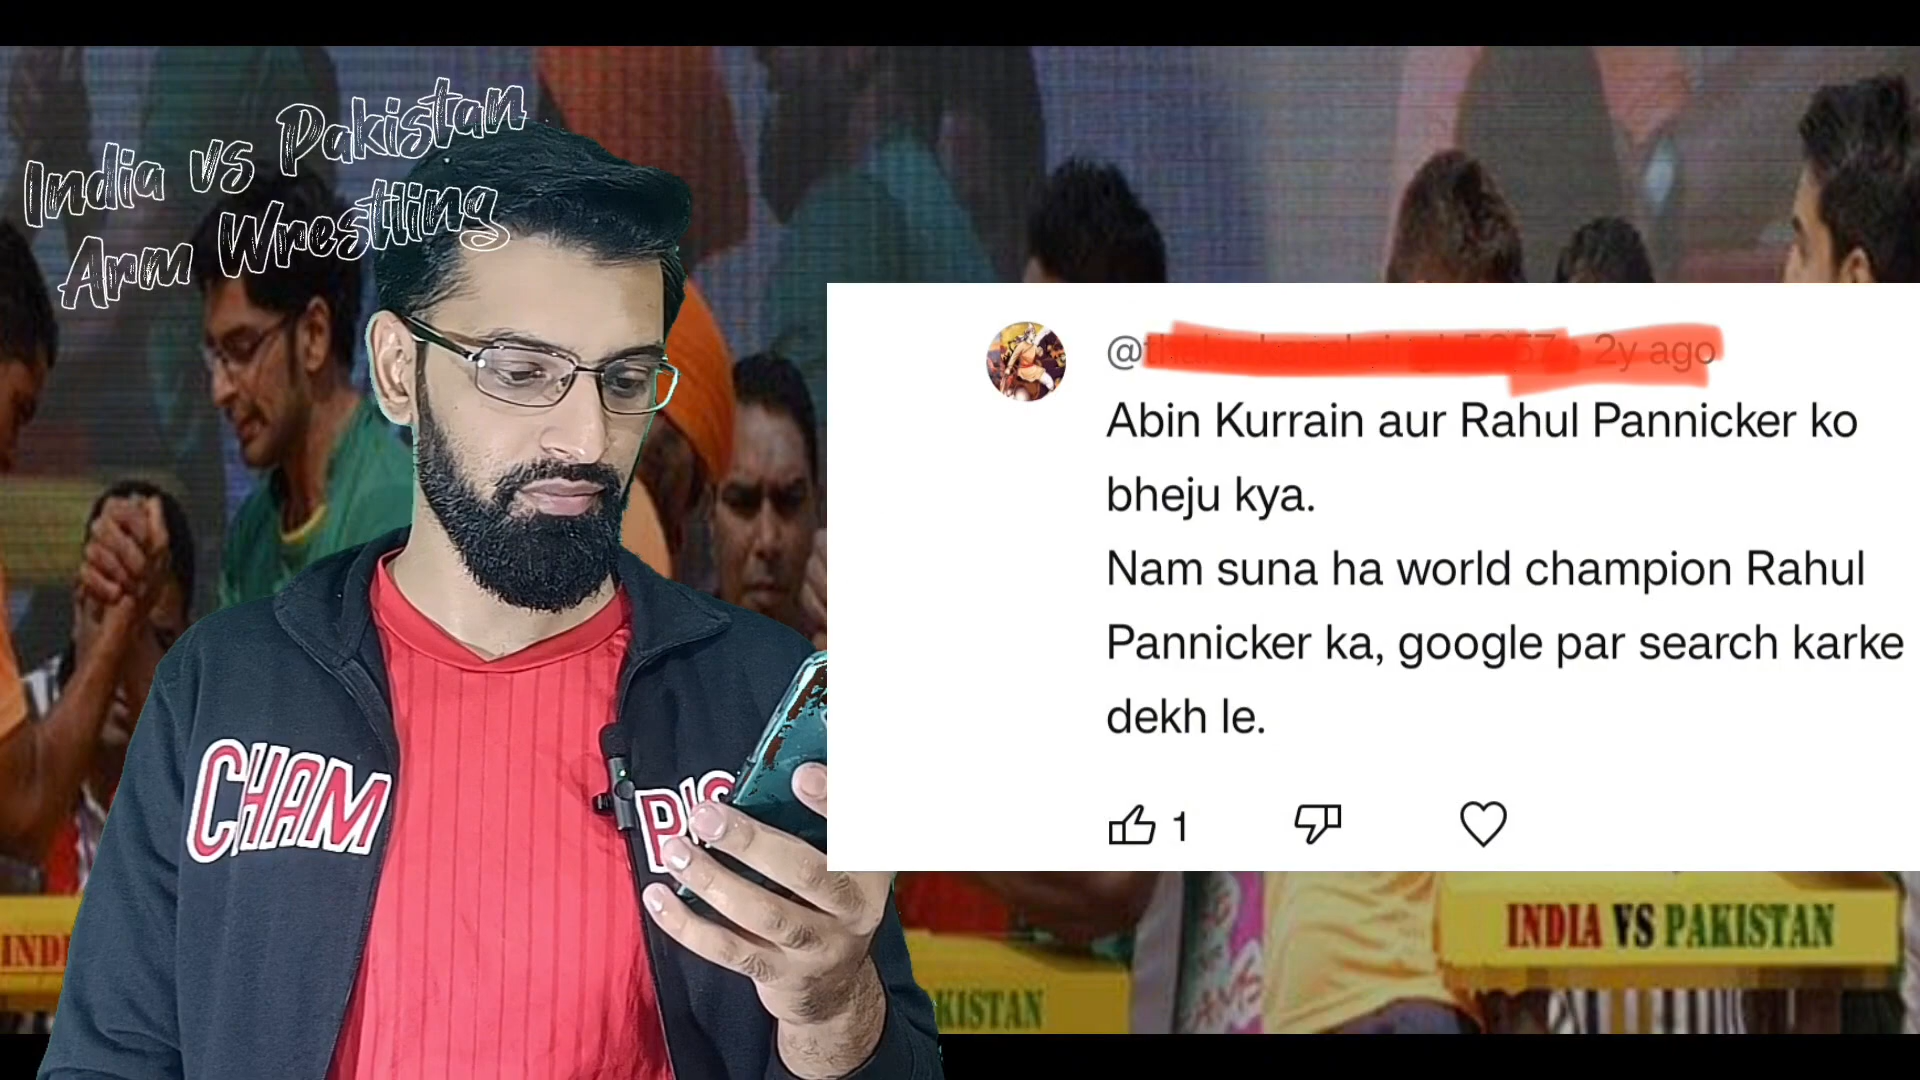 India vs Pakistan
Arm Wrestling
@
2y ago
Abin Kurrain aur Rahul Pannicker ko
bheju kya.
Nam suna ha world champion Rahul
Pannicker ka, google par search karke
dekh le.
1
CHAM
INDIA VS PAKISTAN
KISTAN